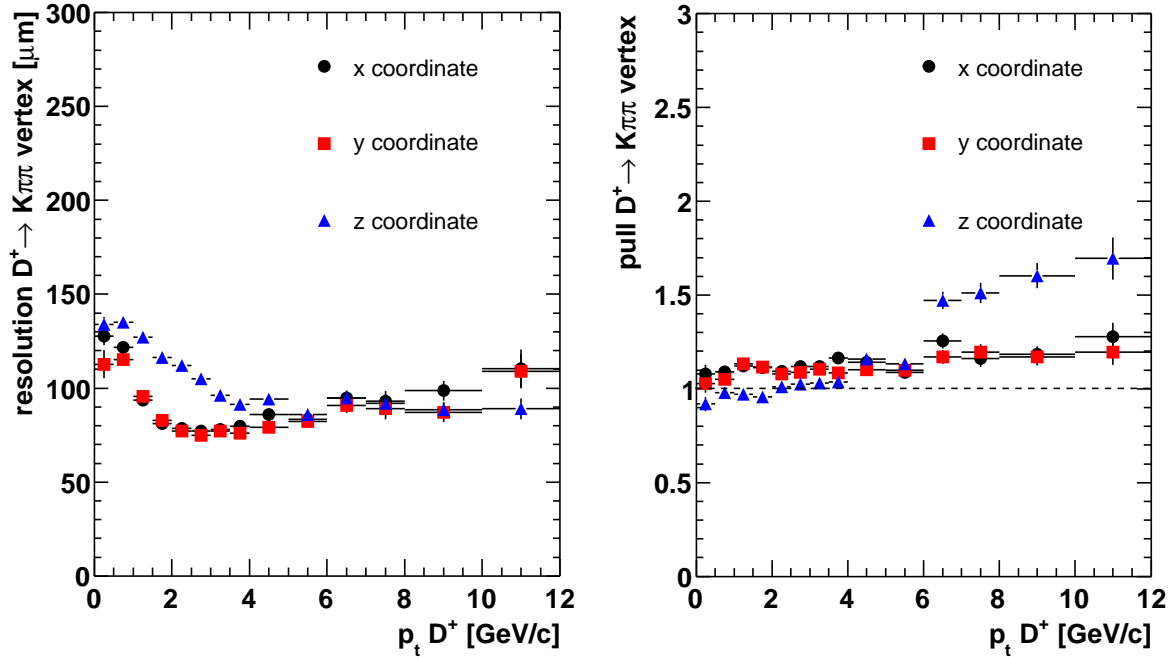 resolution D⁺→ Kππ vertex [μm]
300
250
200
150
100
50
0
x coordinate
y coordinate
z coordinate
0 2 4 6 8 10 12
pₜ D⁺ [GeV/c]
pull D⁺→ Kππ vertex
3
2.5
2
1.5
1
0.5
0
x coordinate
y coordinate
z coordinate
0 2 4 6 8 10 12
pₜ D⁺ [GeV/c]